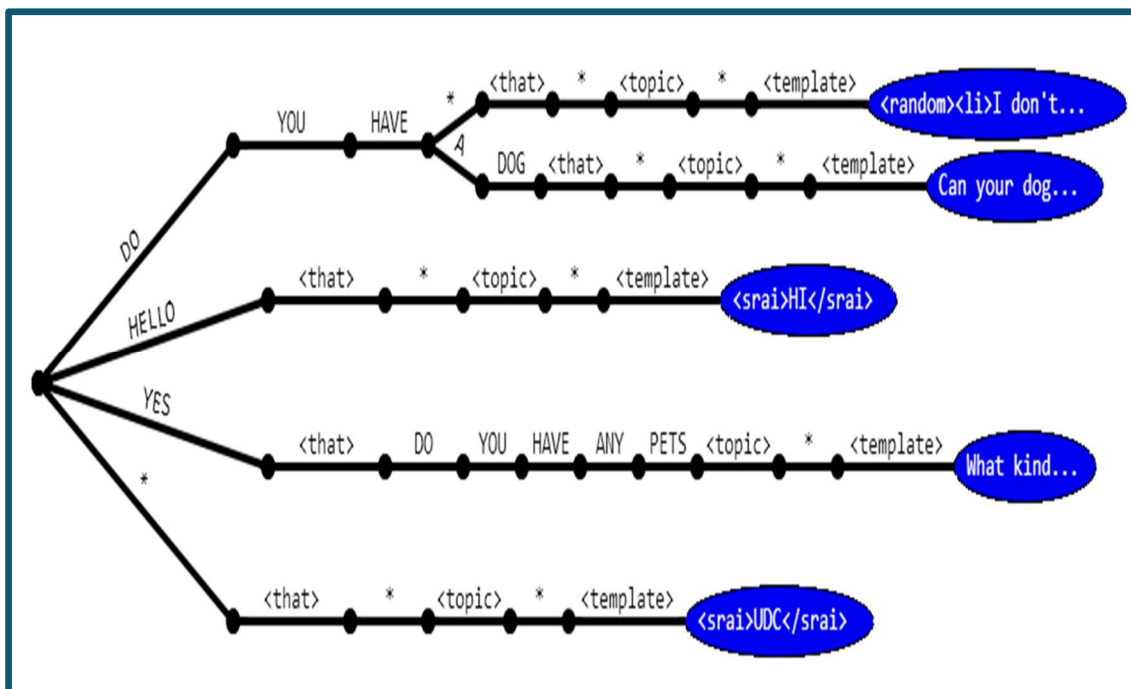 <that> * <topic> * <template>
* <random><li>I don't...
YOU HAVE
A
DOG <that> * <topic> * <template>
Can your dog...
DO
<that> * <topic> * <template>
<srai>HI</srai>
HELLO
YES
<that> DO YOU HAVE ANY PETS <topic> * <template>
What kind...
*
<that> * <topic> * <template>
<srai>UDC</srai>